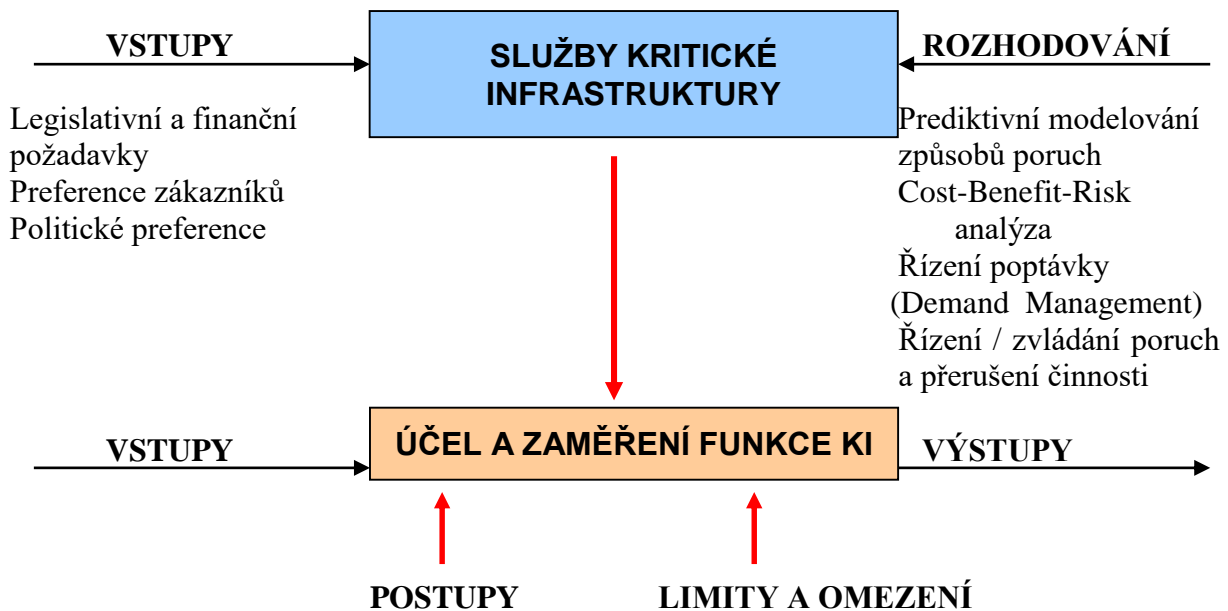 VSTUPY
SLUŽBY KRITICKÉ
INFRASTRUKTURY
ROZHODOVÁNÍ
Legislativní a finanční
požadavky
Preference zákazníků
Politické preference
Prediktivní modelování
způsobů poruch
Cost-Benefit-Risk
analýza
Řízení poptávky
(Demand Management)
Řízení / zvládání poruch
a přerušení činnosti
VSTUPY
ÚČEL A ZAMĚŘENÍ FUNKCE KI
VÝSTUPY
POSTUPY
LIMITY A OMEZENÍ